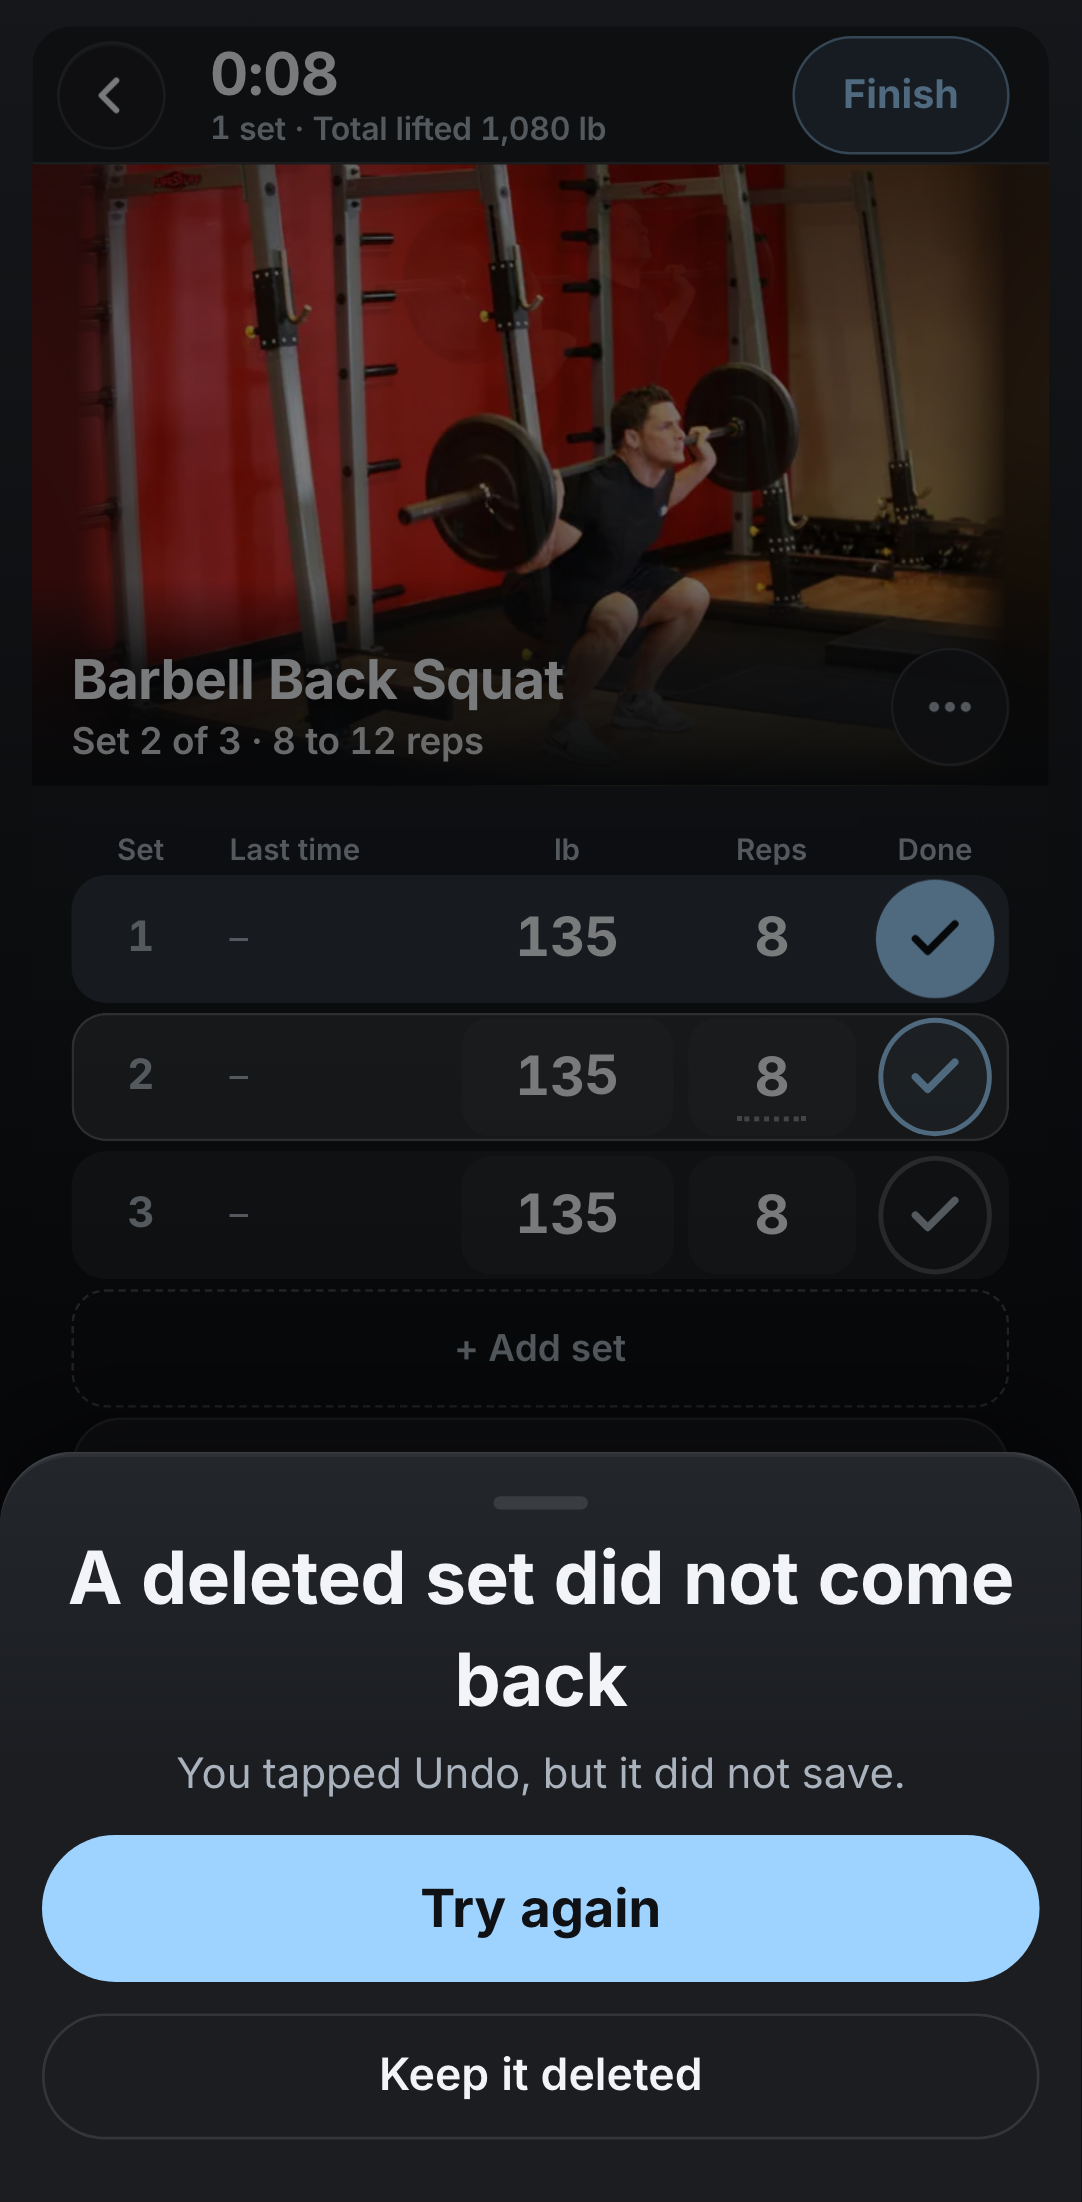 0:08
1 set · Total lifted 1,080 lb
Finish
Barbell Back Squat
Set 2 of 3 · 8 to 12 reps
Set Last time lb Reps Done
1 – 135 8
2 – 135 8
3 – 135 8
+ Add set
A deleted set did not come
back
You tapped Undo, but it did not save.
Try again
Keep it deleted